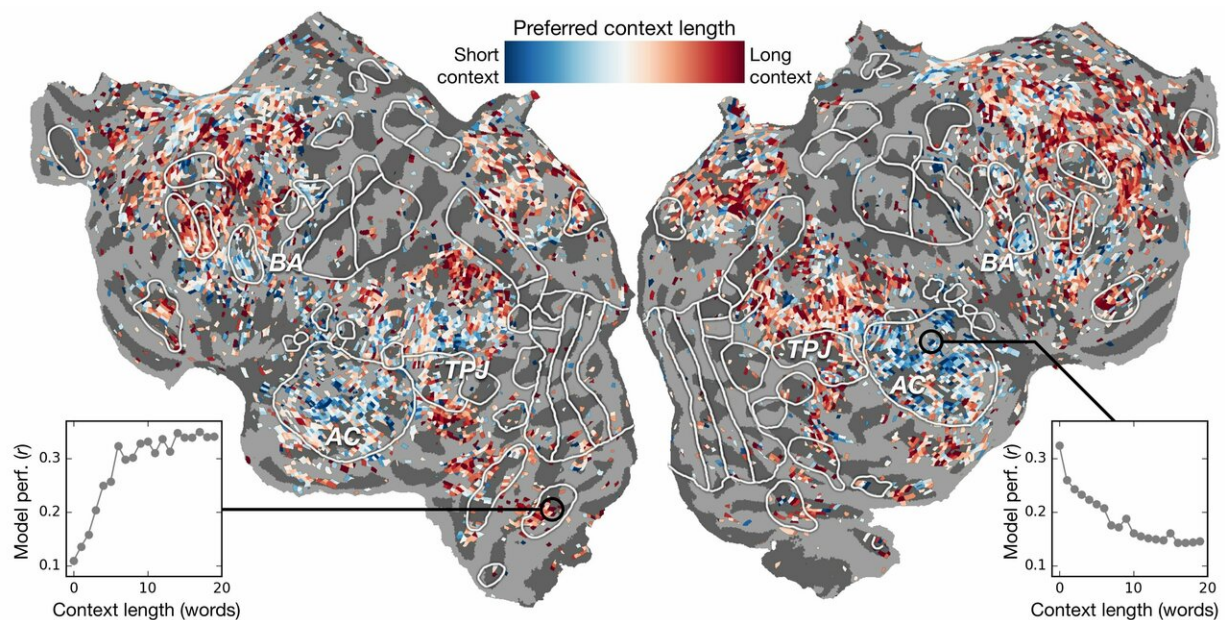 Preferred context length
Short context
Long context
BA
BA
TPJ
TPJ
AC
AC
Model perf. (r)
0.3
0.2
0.1
0
10
20
Context length (words)
Model perf. (r)
0.3
0.2
0.1
0
10
20
Context length (words)